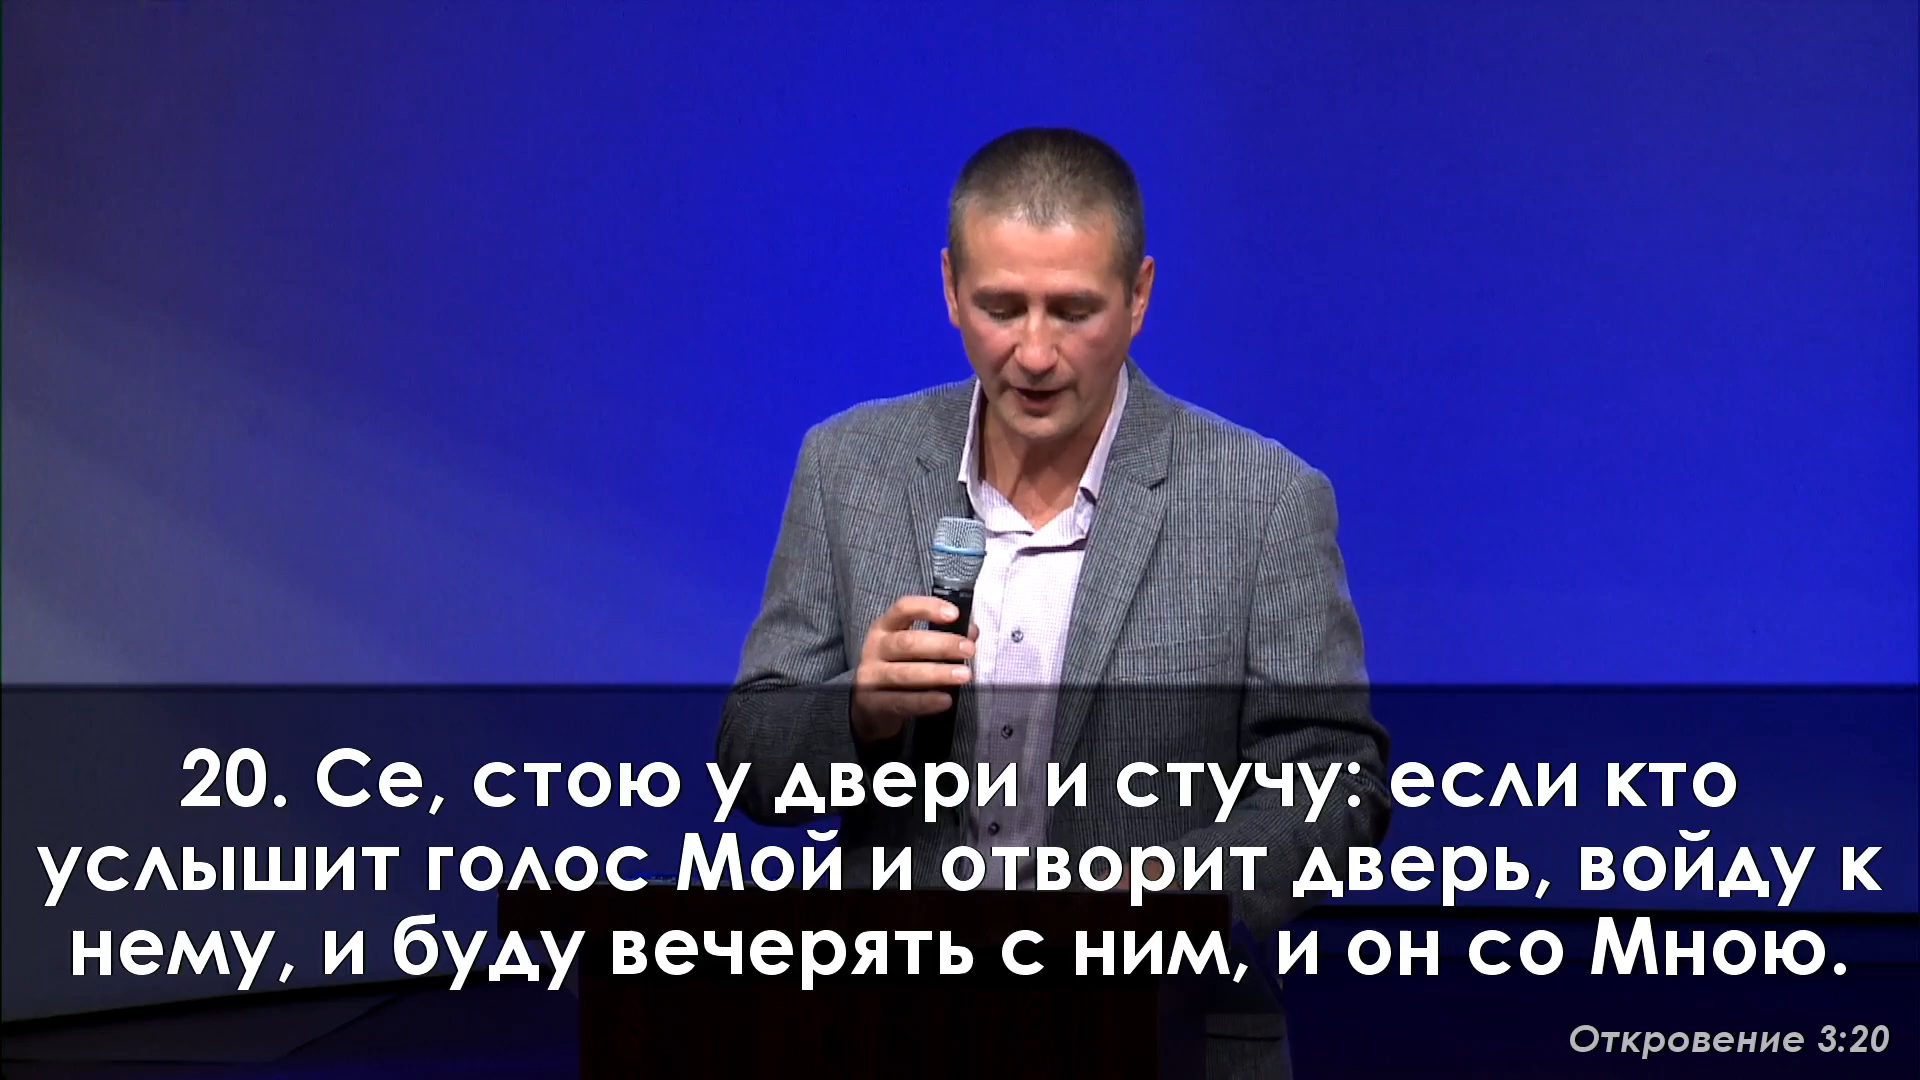 20. Се, стою у двери и стучу: если кто
услышит голос Мой и отворит дверь, войду к
нему, и буду вечерять с ним, и он со Мною.
Откровение 3:20